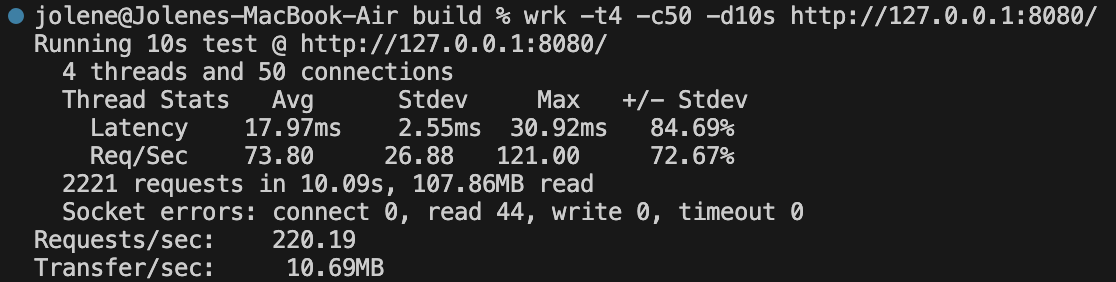 jolene@Jolenes-MacBook-Air build % wrk -t4 -c50 -d10s http://127.0.0.1:8080/
Running 10s test @ http://127.0.0.1:8080/
4 threads and 50 connections
Thread Stats Avg Stdev Max +/- Stdev
Latency 17.97ms 2.55ms 30.92ms 84.69%
Req/Sec 73.80 26.88 121.00 72.67%
2221 requests in 10.09s, 107.86MB read
Socket errors: connect 0, read 44, write 0, timeout 0
Requests/sec: 220.19
Transfer/sec: 10.69MB